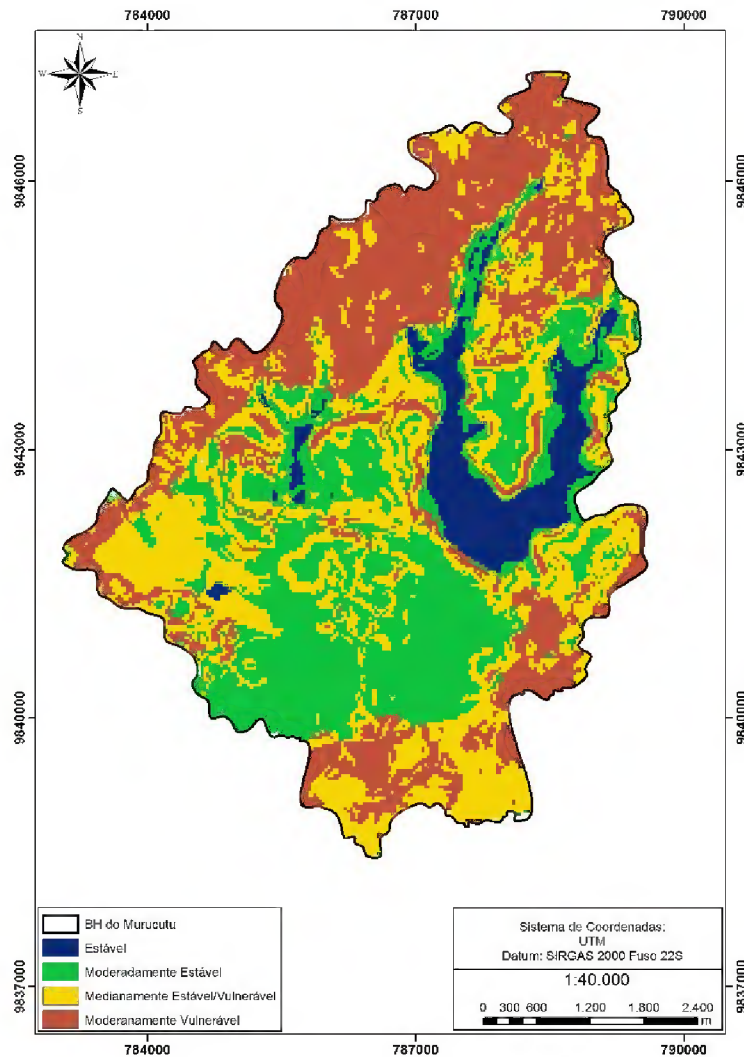 784000 787000 790000
N
W E
S
9846000 9846000
9843000 9843000
9840000 9840000
9837000 9837000
BH do Murucutu
Estável
Moderadamente Estável
Medianamente Estável/Vulnerável
Moderanamente Vulnerável
Sistema de Coordenadas:
UTM
Datum: SIRGAS 2000 Fuso 22S
1:40.000
0 300 600 1.200 1.800 2.400
m
784000 787000 790000